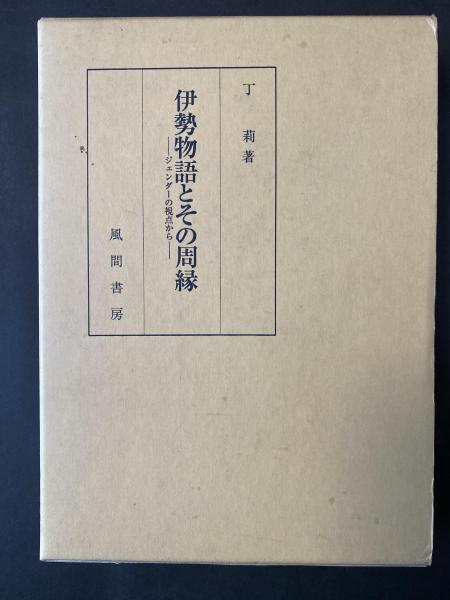 丁莉著
伊勢物語とその周縁
―ジェンダーの視点から―
風間書房